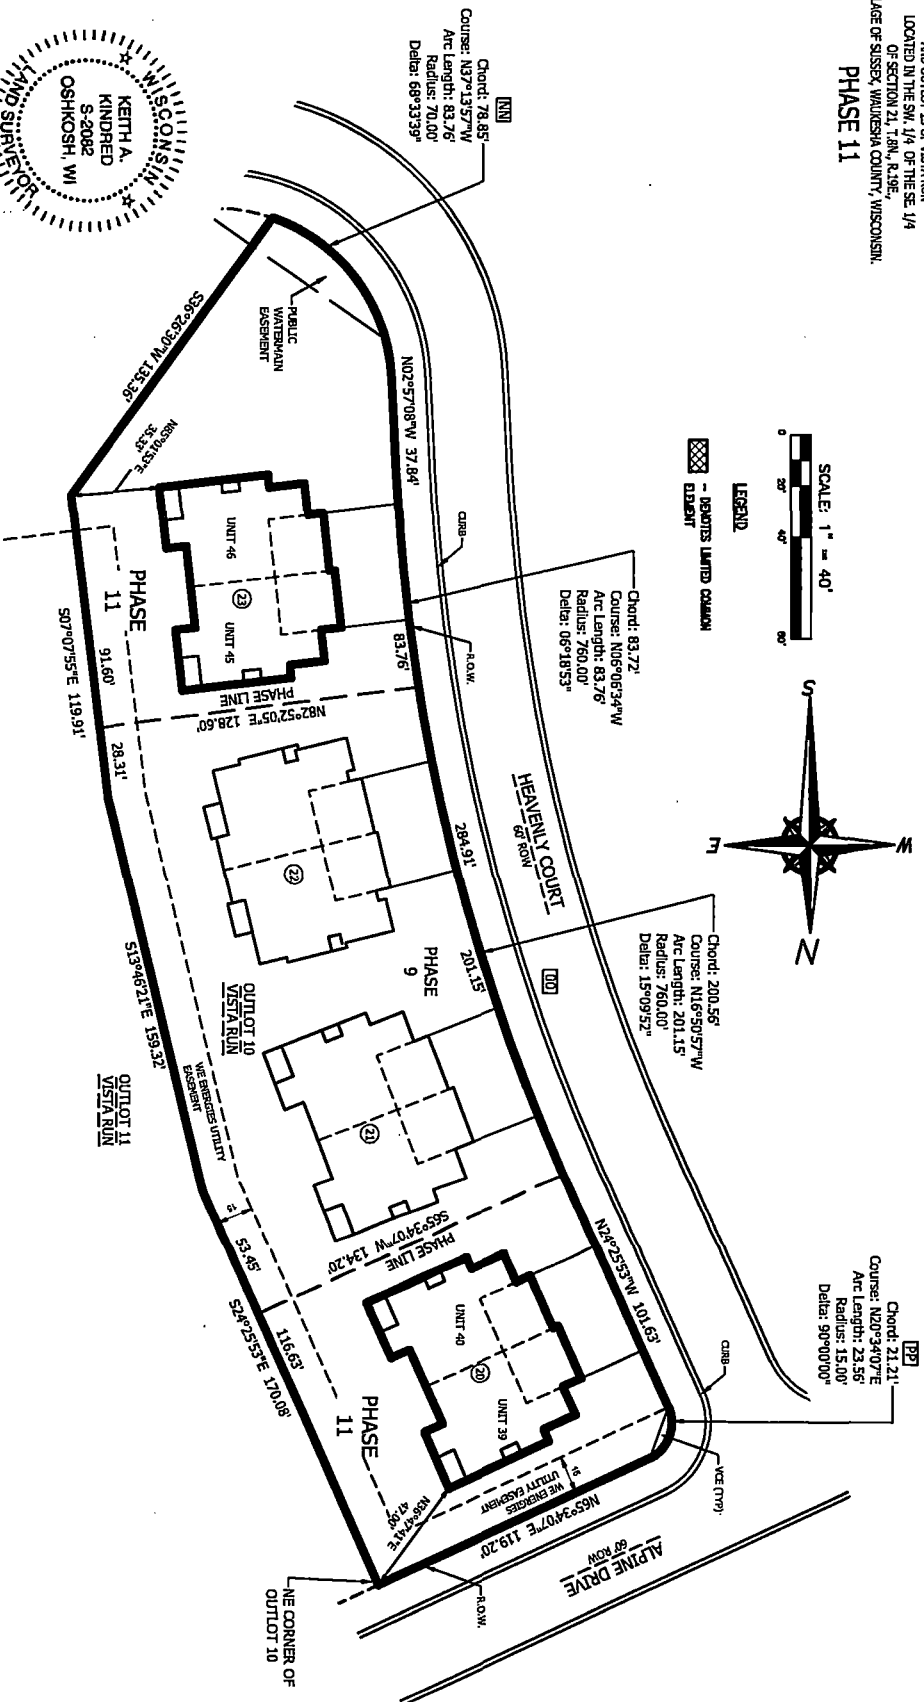 LOCATED IN THE SW. 1/4 OF THE SE. 1/4
OF SECTION 21, T.8N., R.19E.,
LAGE OF SUSSEX, WAUKESHA COUNTY, WISCONSIN.
PHASE 11
SCALE: 1" = 40'
0 20' 40' 80'
LEGEND
- DENOTES LIMITED COMMON
ELEMENT
S
W
E
N
NN
Chord: 78.85'
Course: N37°13'57"W
Arc Length: 83.76'
Radius: 70.00'
Delta: 68°33'39"
Chord: 83.72'
Course: N06°06'34"W
Arc Length: 83.76'
Radius: 760.00'
Delta: 06°18'53"
Chord: 200.56'
Course: N16°50'57"W
Arc Length: 201.15'
Radius: 760.00'
Delta: 15°09'52"
PP
Chord: 21.21'
Course: N20°34'07"E
Arc Length: 23.56'
Radius: 15.00'
Delta: 90°00'00"
HEAVENLY COURT
60' ROW
OO
CURB
R.O.W.
CURB
VCE (TYP)
N02°57'08"W 37.84'
83.76'
284.91'
201.15'
N24°25'53"W 101.63'
PUBLIC
WATERMAIN
EASEMENT
S36°26'30"W 135.36'
N85°01'53"E
35.33'
UNIT 46
UNIT 45
23
PHASE LINE
N82°52'05"E 128.60'
22
PHASE
9
21
S65°34'07"W 134.20'
PHASE LINE
UNIT 40
UNIT 39
20
16
WE ENERGIES
UTILITY EASEMENT
N65°34'07"E 119.20'
ALPINE DRIVE
60' ROW
R.O.W.
N36°47'41"E
47.00'
NE CORNER OF
OUTLOT 10
PHASE
11
91.60'
28.31'
S07°07'55"E 119.91'
S13°46'21"E 159.32'
OUTLOT 10
VISTA RUN
WE ENERGIES UTILITY
EASEMENT
15
53.45'
116.63'
S24°25'53"E 170.08'
PHASE
11
OUTLOT 11
VISTA RUN
WISCONSIN
KEITH A.
KINDRED
S-2082
OSHKOSH, WI
LAND SURVEYOR